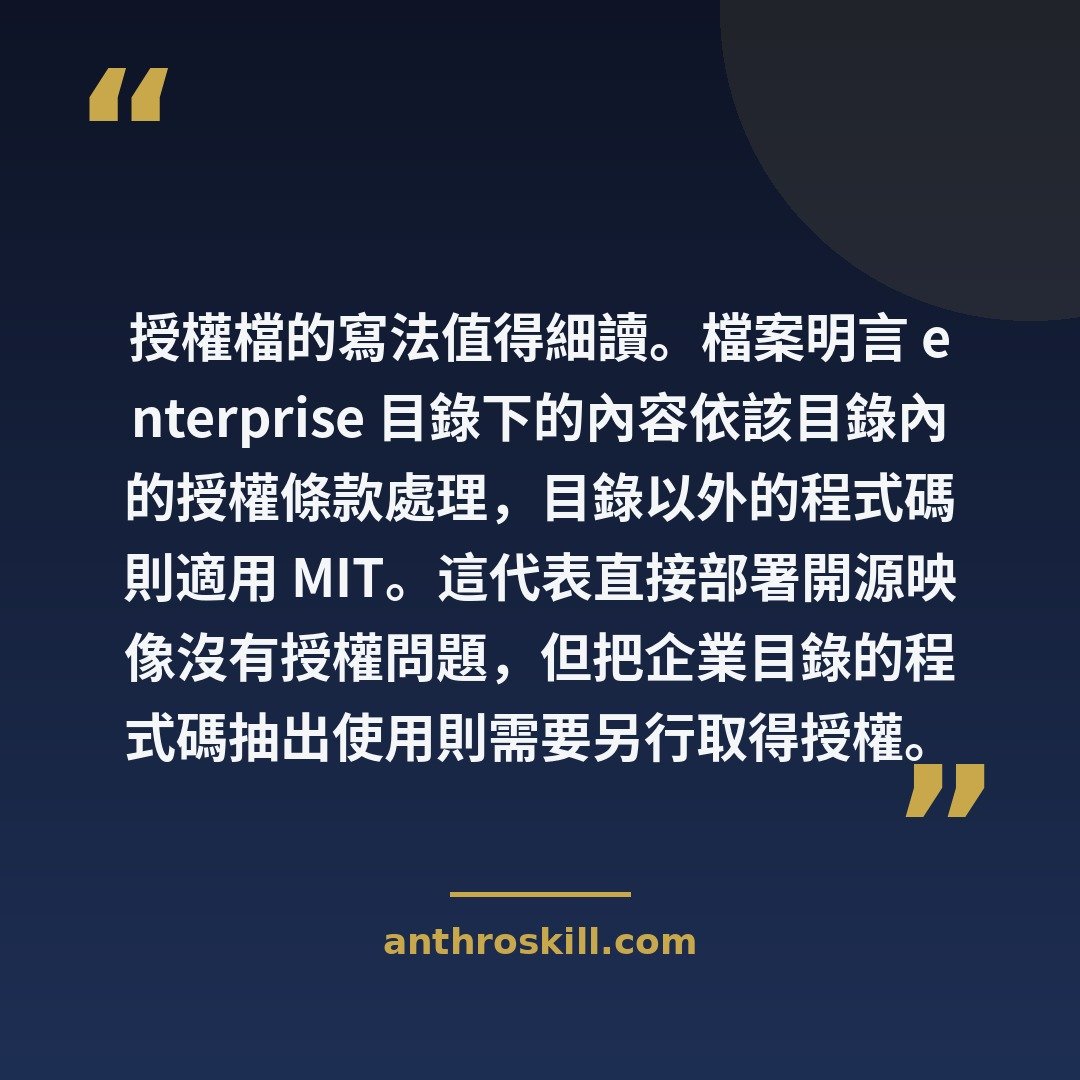 “
授權檔的寫法值得細讀。檔案明言 e
nterprise 目錄下的內容依該目錄內
的授權條款處理，目錄以外的程式碼
則適用 MIT。這代表直接部署開源映
像沒有授權問題，但把企業目錄的程
式碼抽出使用則需要另行取得授權。
”
anthroskill.com